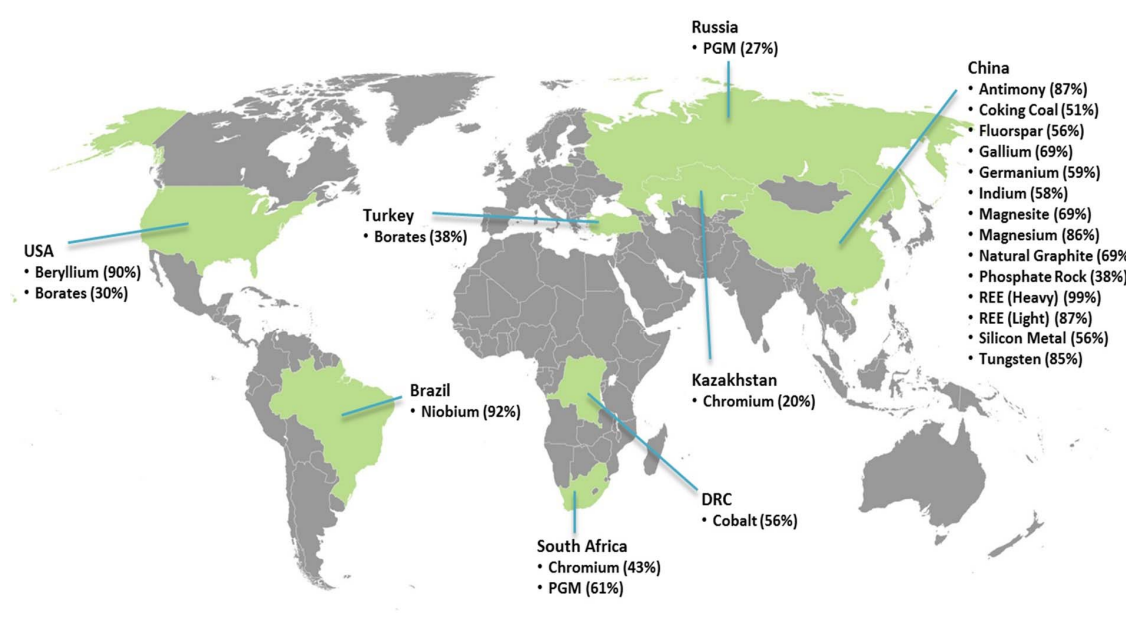 Russia
• PGM (27%)
China
• Antimony (87%)
• Coking Coal (51%)
• Fluorspar (56%)
• Gallium (69%)
• Germanium (59%)
• Indium (58%)
• Magnesite (69%)
• Magnesium (86%)
• Natural Graphite (69%
• Phosphate Rock (38%)
• REE (Heavy) (99%)
• REE (Light) (87%)
• Silicon Metal (56%)
• Tungsten (85%)
Turkey
• Borates (38%)
USA
• Beryllium (90%)
• Borates (30%)
Kazakhstan
• Chromium (20%)
Brazil
• Niobium (92%)
DRC
• Cobalt (56%)
South Africa
• Chromium (43%)
• PGM (61%)